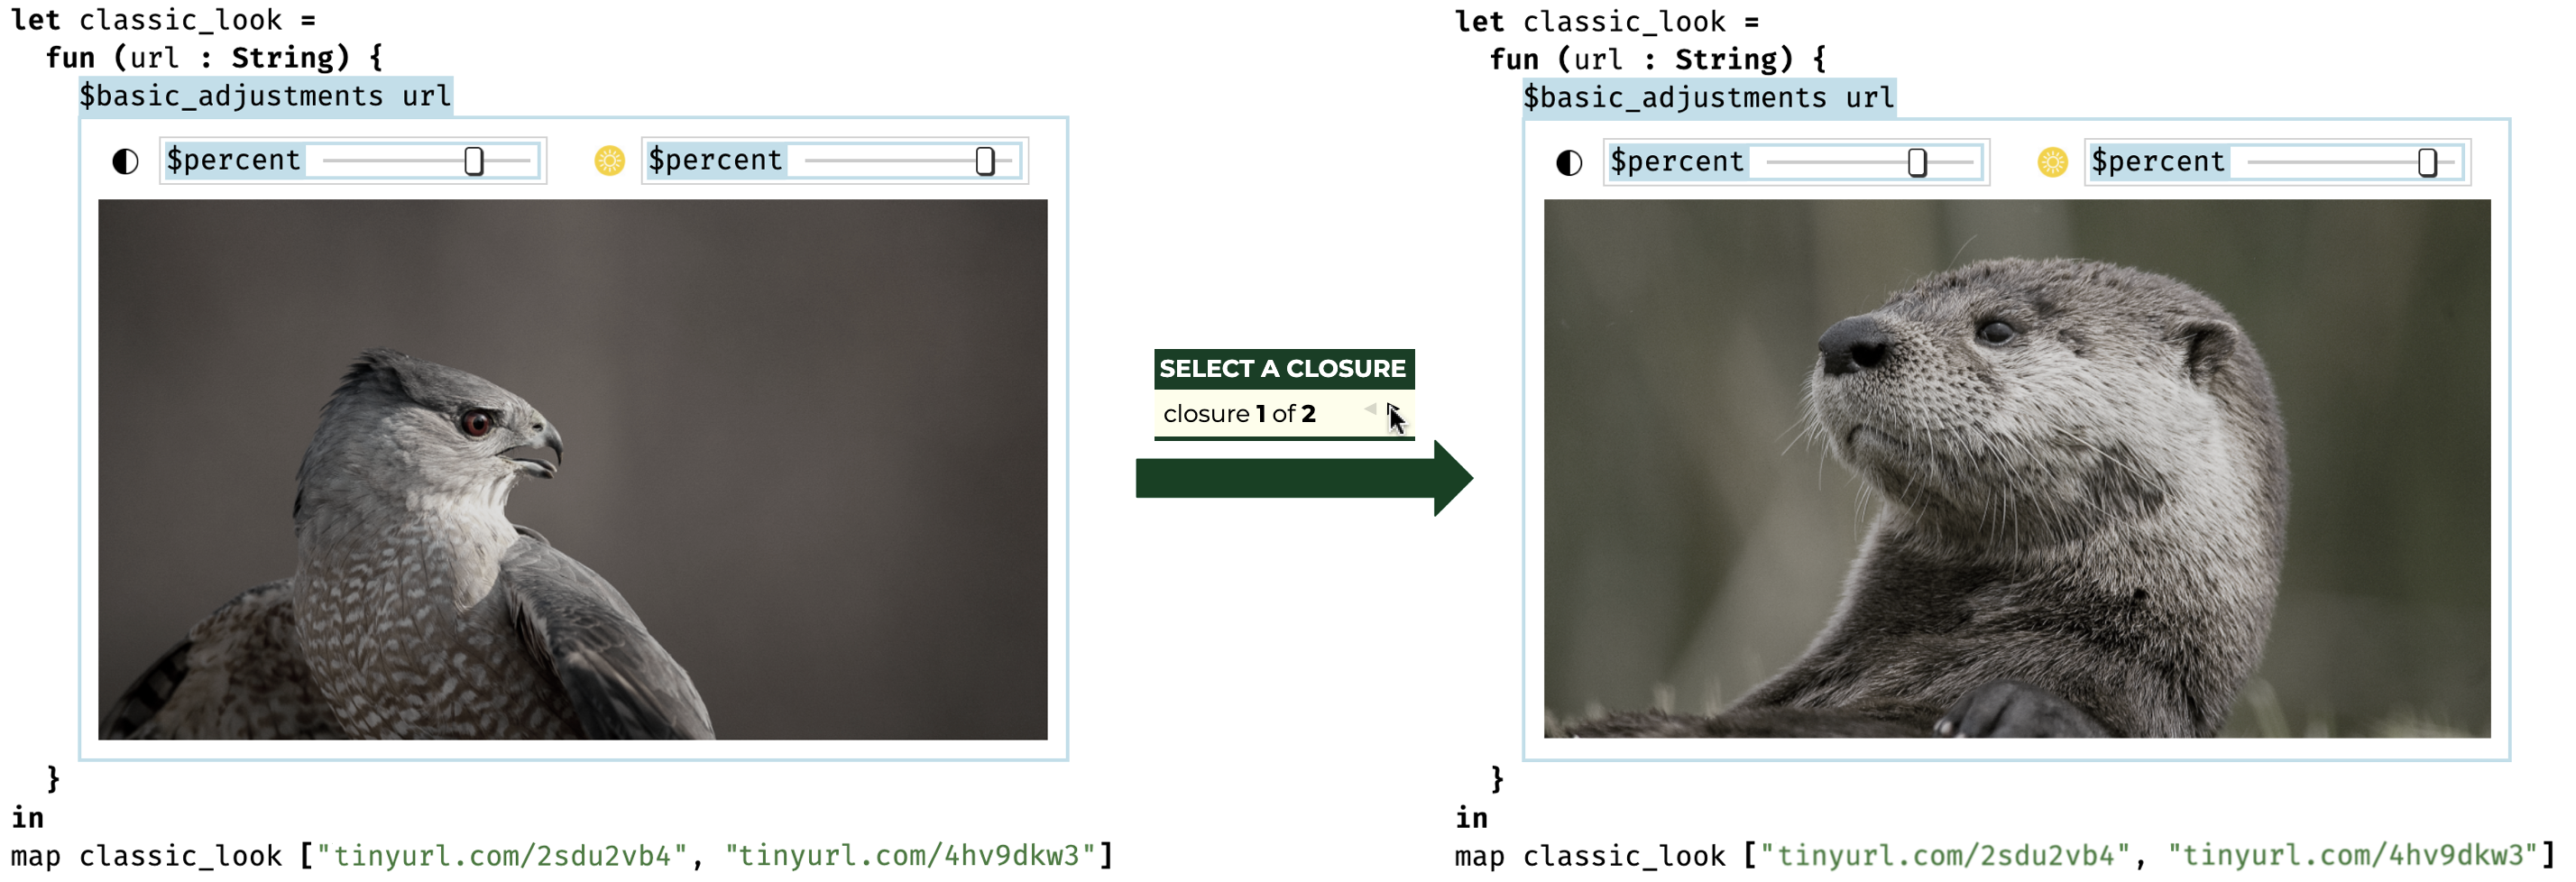 let classic_look =
fun (url : String) {
$basic_adjustments url
$percent $percent
}
in
map classic_look ["tinyurl.com/2sdu2vb4", "tinyurl.com/4hv9dkw3"]
SELECT A CLOSURE
closure 1 of 2
let classic_look =
fun (url : String) {
$basic_adjustments url
$percent $percent
}
in
map classic_look ["tinyurl.com/2sdu2vb4", "tinyurl.com/4hv9dkw3"]